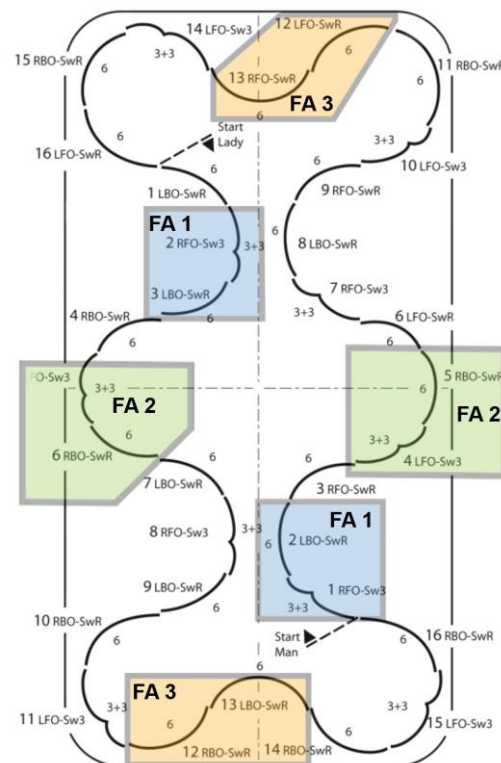 14 LFO-Sw3
12 LFO-SwR
15 RBO-SwR
3+3
6
6
11 RBO-SwR
13 RFO-SwR
6
FA 3
6
6
Start
Lady
3+3
10 LFO-Sw3
16 LFO-SwR
6
6
9 RFO-SwR
1 LBO-SwR
FA 1
6
8 LBO-SwR
2 RFO-Sw3
3+3
7 RFO-Sw3
3 LBO-SwR
3+3
4 RBO-SwR
6
6 LFO-SwR
6
6
FO-Sw3
5 RBO-SwR
3+3
6
FA 2
FA 2
3+3
6
6 RBO-SwR
4 LFO-Sw3
6
6
7 LBO-SwR
3 RFO-SwR
FA 1
8 RFO-Sw3
3+3
6
2 LBO-SwR
9 LBO-SwR
1 RFO-Sw3
3+3
10 RBO-SwR
6
Start
Man
16 RBO-SwR
6
6
6
FA 3
11 LFO-Sw3
3+3
6
13 LBO-SwR
3+3
15 LFO-Sw3
6
12 RBO-SwR
14 RBO-SwR